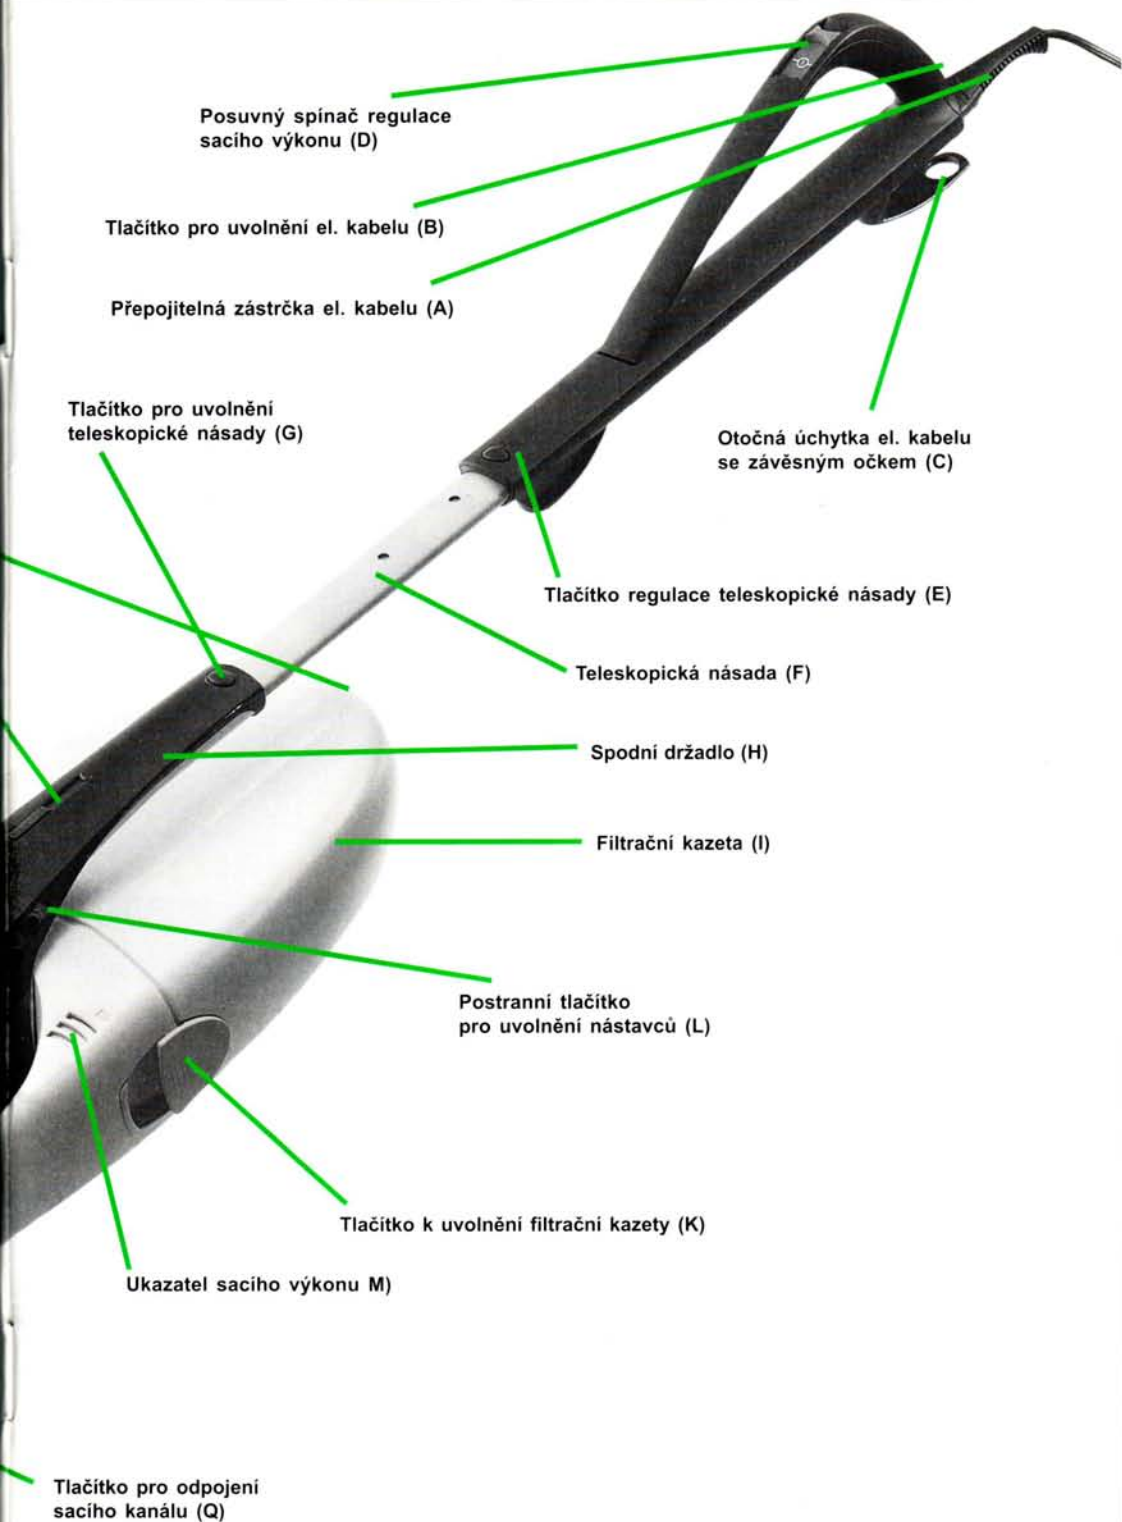 Posuvný spínač regulace
sacího výkonu (D)
Tlačítko pro uvolnění el. kabelu (B)
Přepojitelná zástrčka el. kabelu (A)
Tlačítko pro uvolnění
teleskopické násady (G)
Otočná úchytka el. kabelu
se závěsným očkem (C)
Tlačítko regulace teleskopické násady (E)
Teleskopická násada (F)
Spodní držadlo (H)
Filtrační kazeta (I)
Postranní tlačítko
pro uvolnění nástavců (L)
Tlačítko k uvolnění filtrační kazety (K)
Ukazatel sacího výkonu M)
Tlačítko pro odpojení
sacího kanálu (Q)